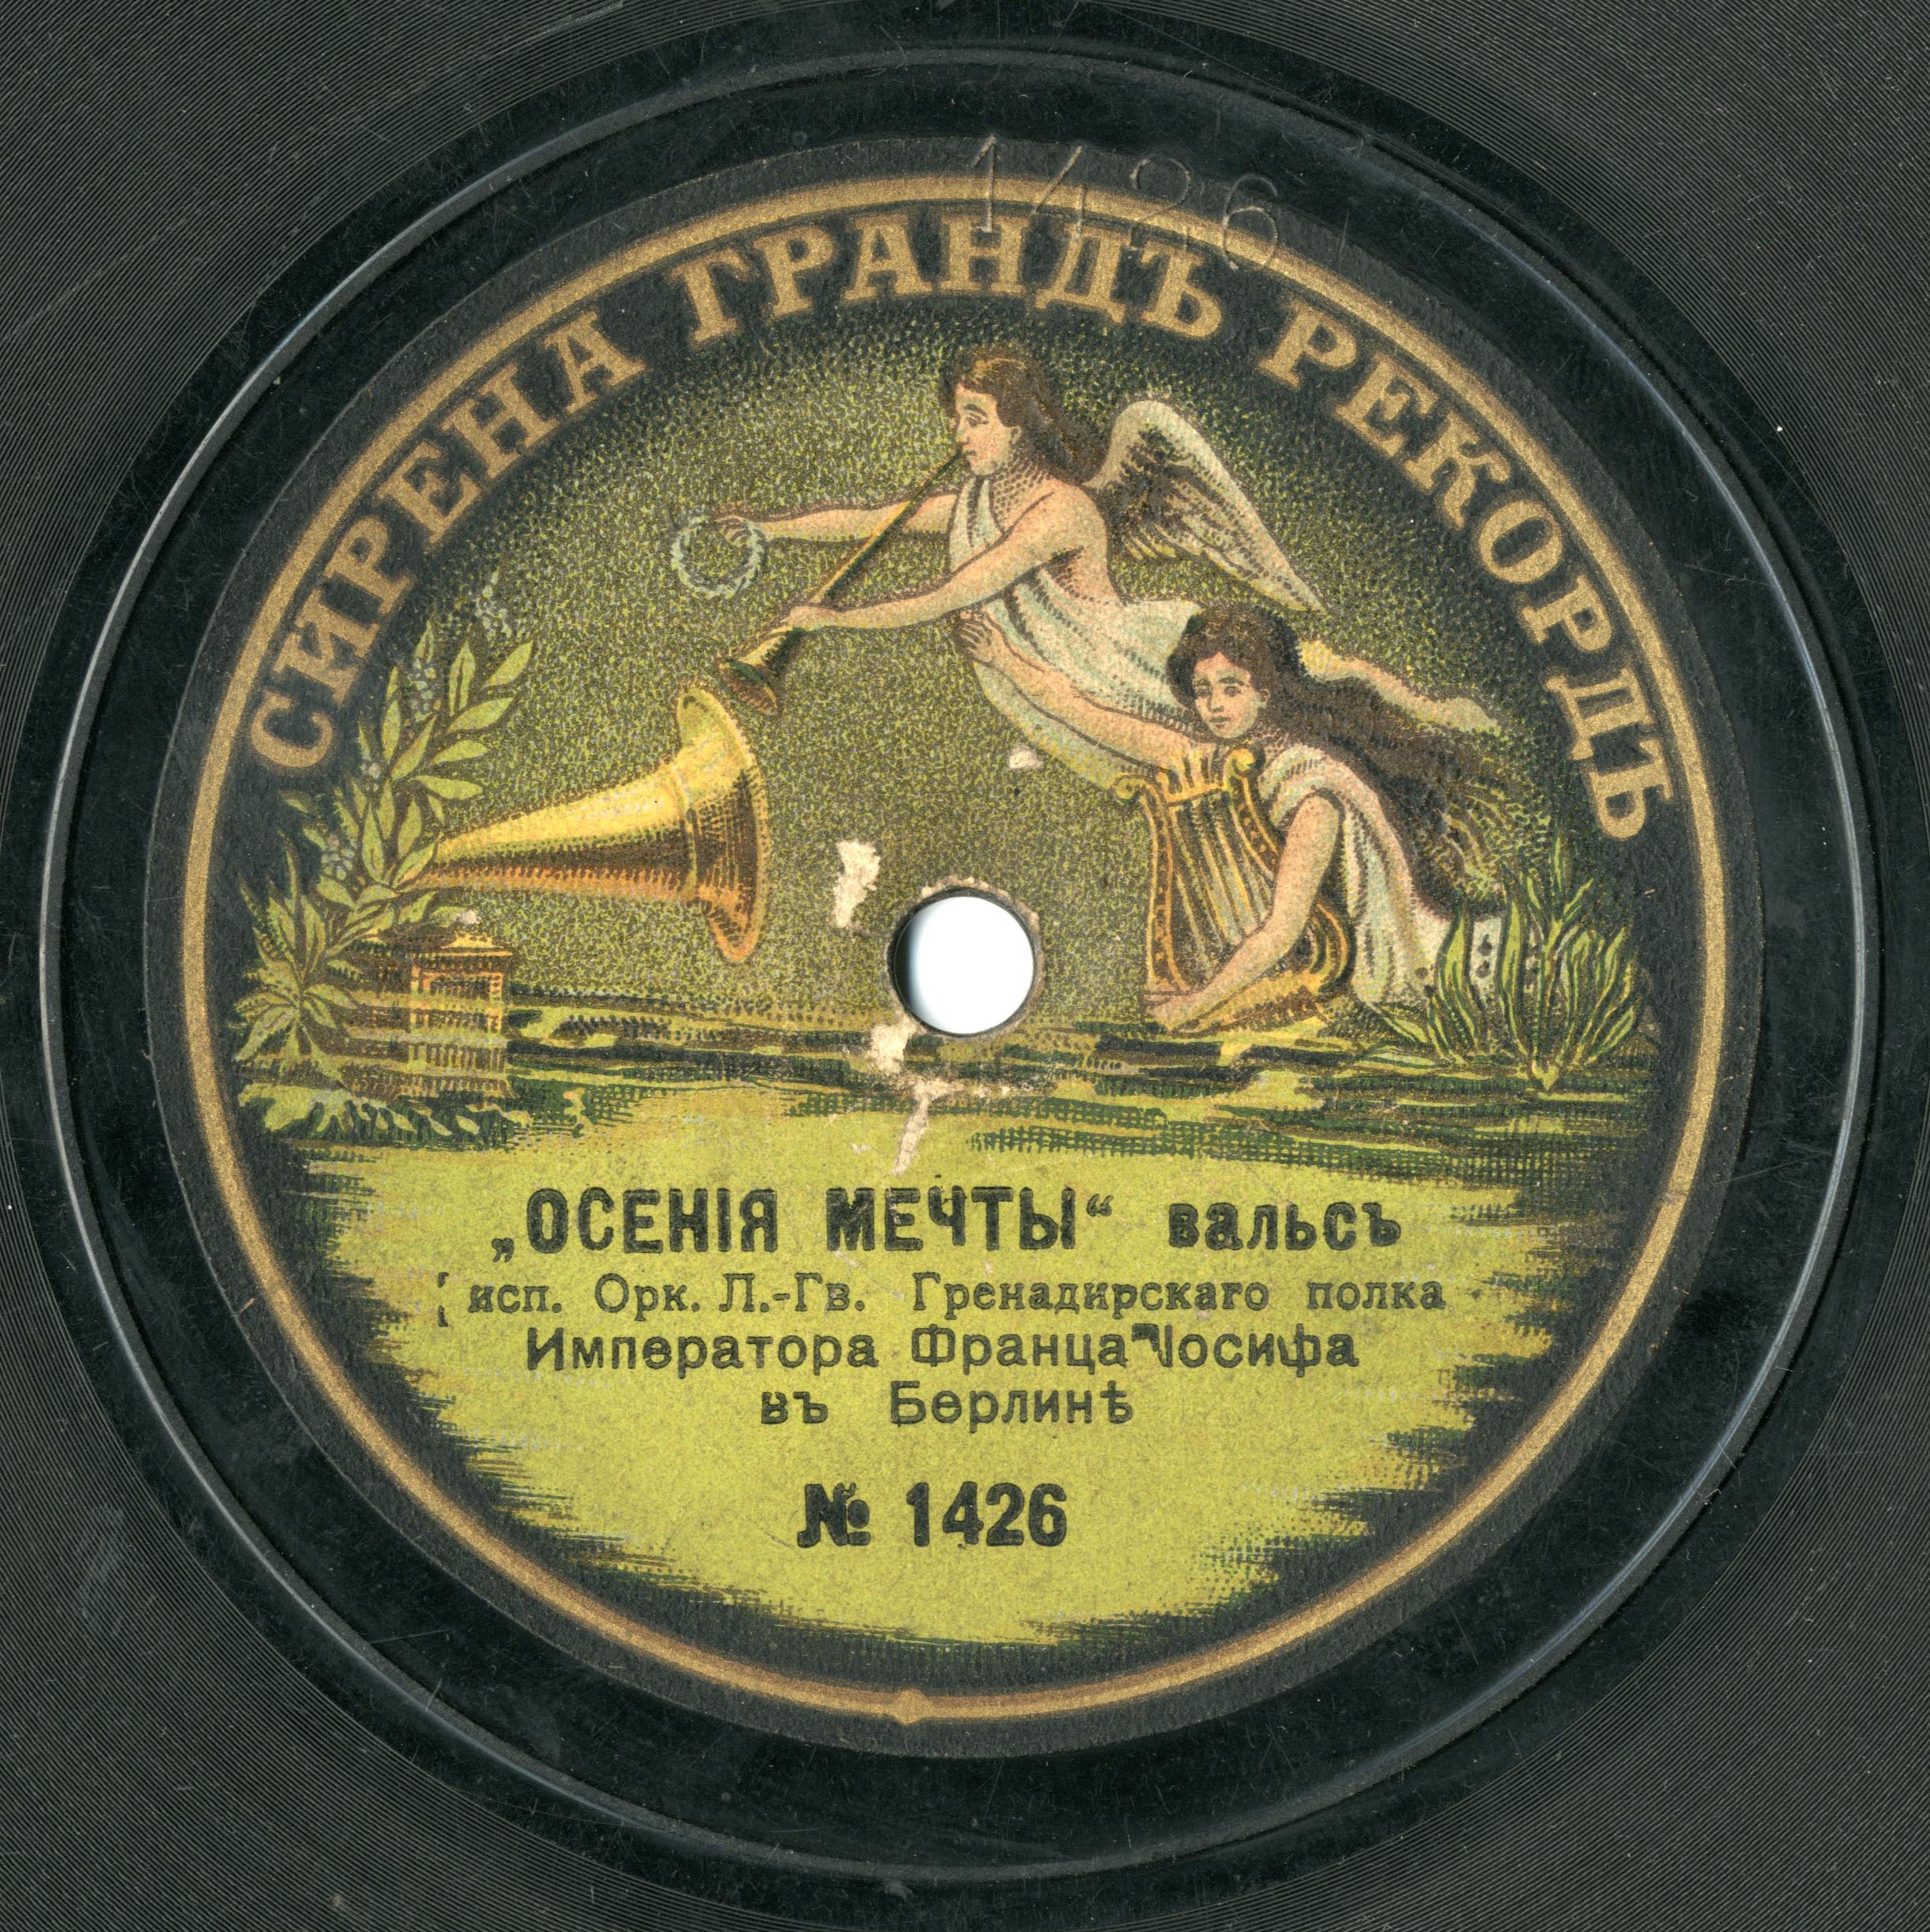 1426
СИРЕНА ГРАНДЪ РЕКОРДЪ
„ОСЕНІЯ МЕЧТЫ“ вальсъ
исп. Орк. Л.-Гв. Гренадирскаго полка
Императора Франца Іосифа
въ Берлинѣ
№ 1426